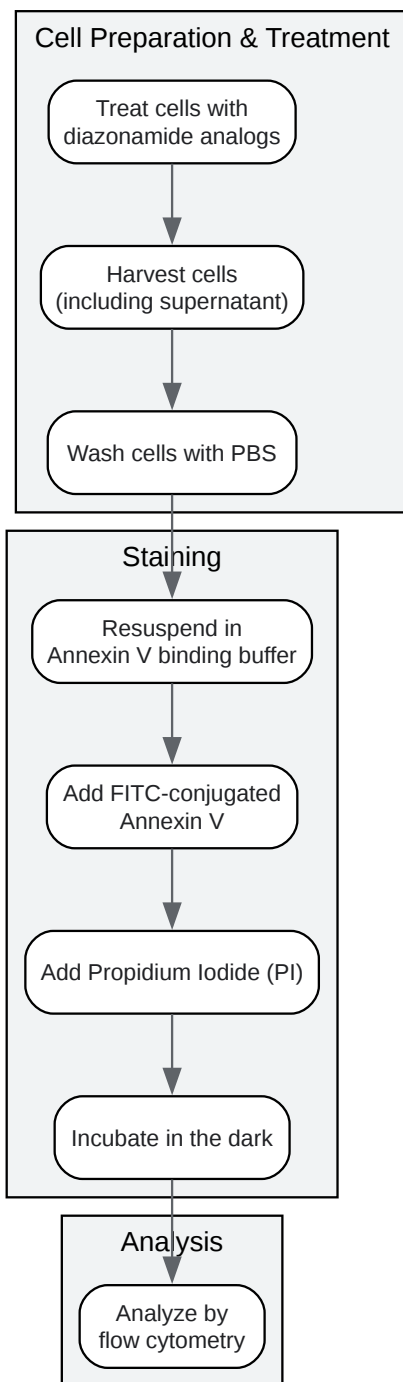 Cell Preparation & Treatment
Treat cells with
diazonamide analogs
Harvest cells
(including supernatant)
Wash cells with PBS
Staining
Resuspend in
Annexin V binding buffer
Add FITC-conjugated
Annexin V
Add Propidium Iodide (PI)
Incubate in the dark
Analysis
Analyze by
flow cytometry